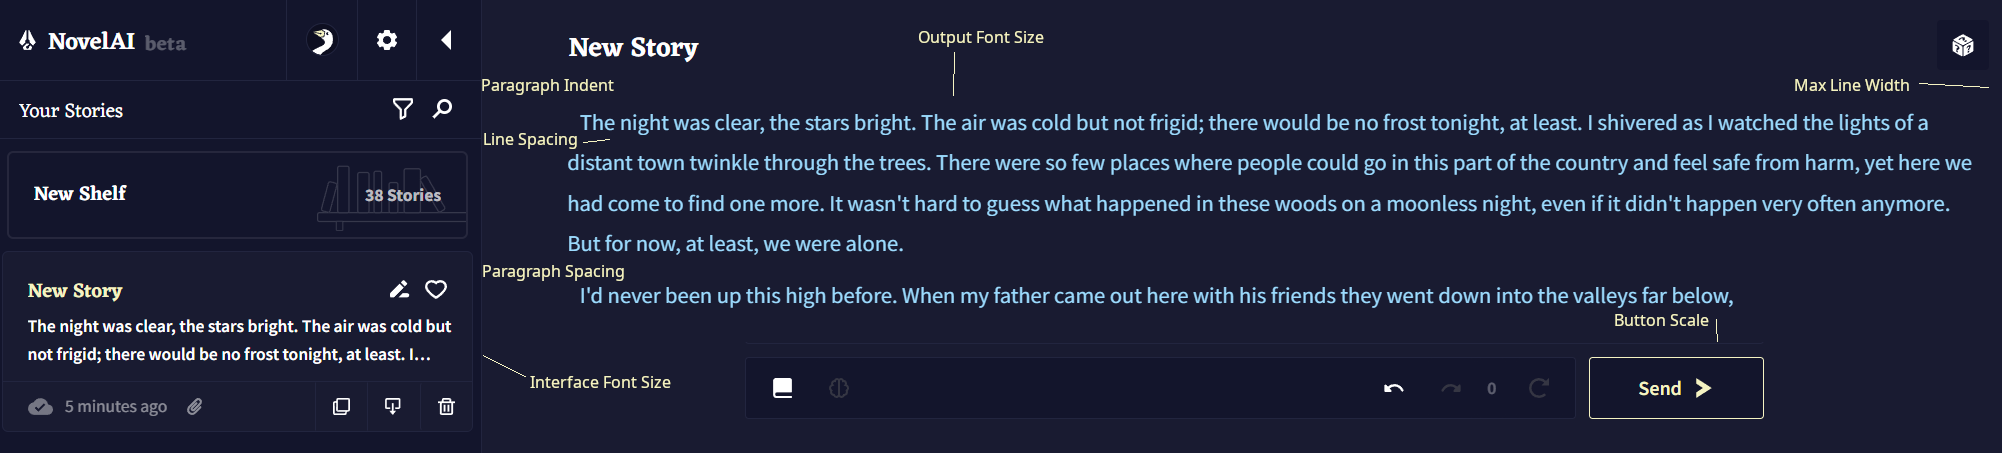 NovelAI beta
Your Stories
New Shelf
38 Stories
New Story
The night was clear, the stars bright. The air was cold but
not frigid; there would be no frost tonight, at least. I...
5 minutes ago
New Story
Output Font Size
Paragraph Indent
Max Line Width
The night was clear, the stars bright. The air was cold but not frigid; there would be no frost tonight, at least. I shivered as I watched the lights of a
Line Spacing
distant town twinkle through the trees. There were so few places where people could go in this part of the country and feel safe from harm, yet here we
had come to find one more. It wasn't hard to guess what happened in these woods on a moonless night, even if it didn't happen very often anymore.
But for now, at least, we were alone.
Paragraph Spacing
I'd never been up this high before. When my father came out here with his friends they went down into the valleys far below,
Button Scale
Interface Font Size
0
Send